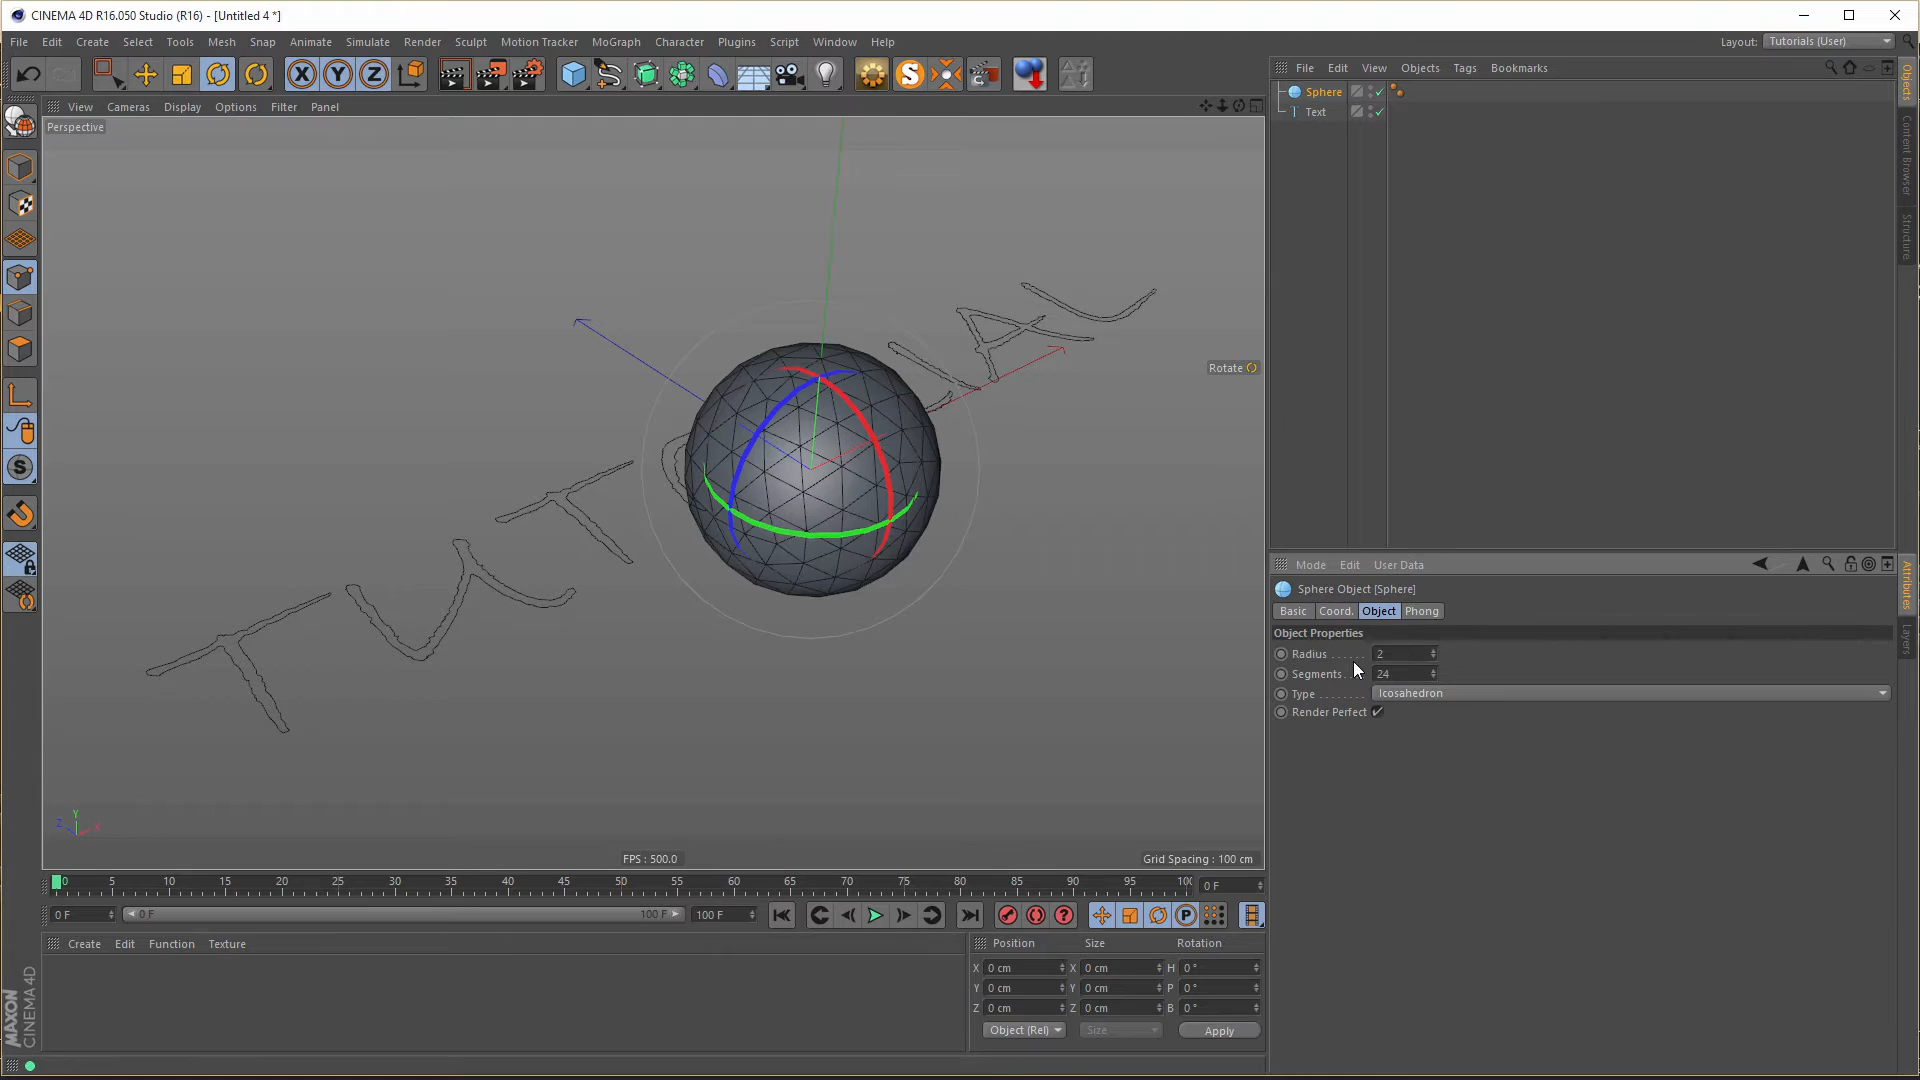 CINEMA 4D R16.050 Studio (R16) - [Untitled 4 *]
File Edit Create Select Tools Mesh Snap Animate Simulate Render Sculpt Motion Tracker MoGraph Character Plugins Script Window Help
Layout: Tutorials (User)
X Y Z S
File Edit View Objects Tags Bookmarks
Sphere
Text
View Cameras Display Options Filter Panel
Perspective
Rotate
Objects
Content Browser
Structure
Mode Edit User Data
Sphere Object [Sphere]
Basic Coord. Object Phong
Object Properties
Radius 2
Segments 24
Type Icosahedron
Render Perfect
Attributes
Layers
Y
Z X
FPS : 500.0
Grid Spacing : 100 cm
0 5 10 15 20 25 30 35 40 45 50 55 60 65 70 75 80 85 90 95 100 0 F
0 F 0 F 100 F 100 F
Create Edit Function Texture
Position Size Rotation
X 0 cm X 0 cm H 0 °
Y 0 cm Y 0 cm P 0 °
Z 0 cm Z 0 cm B 0 °
Object (Rel) Size Apply
MAXON
CINEMA 4D